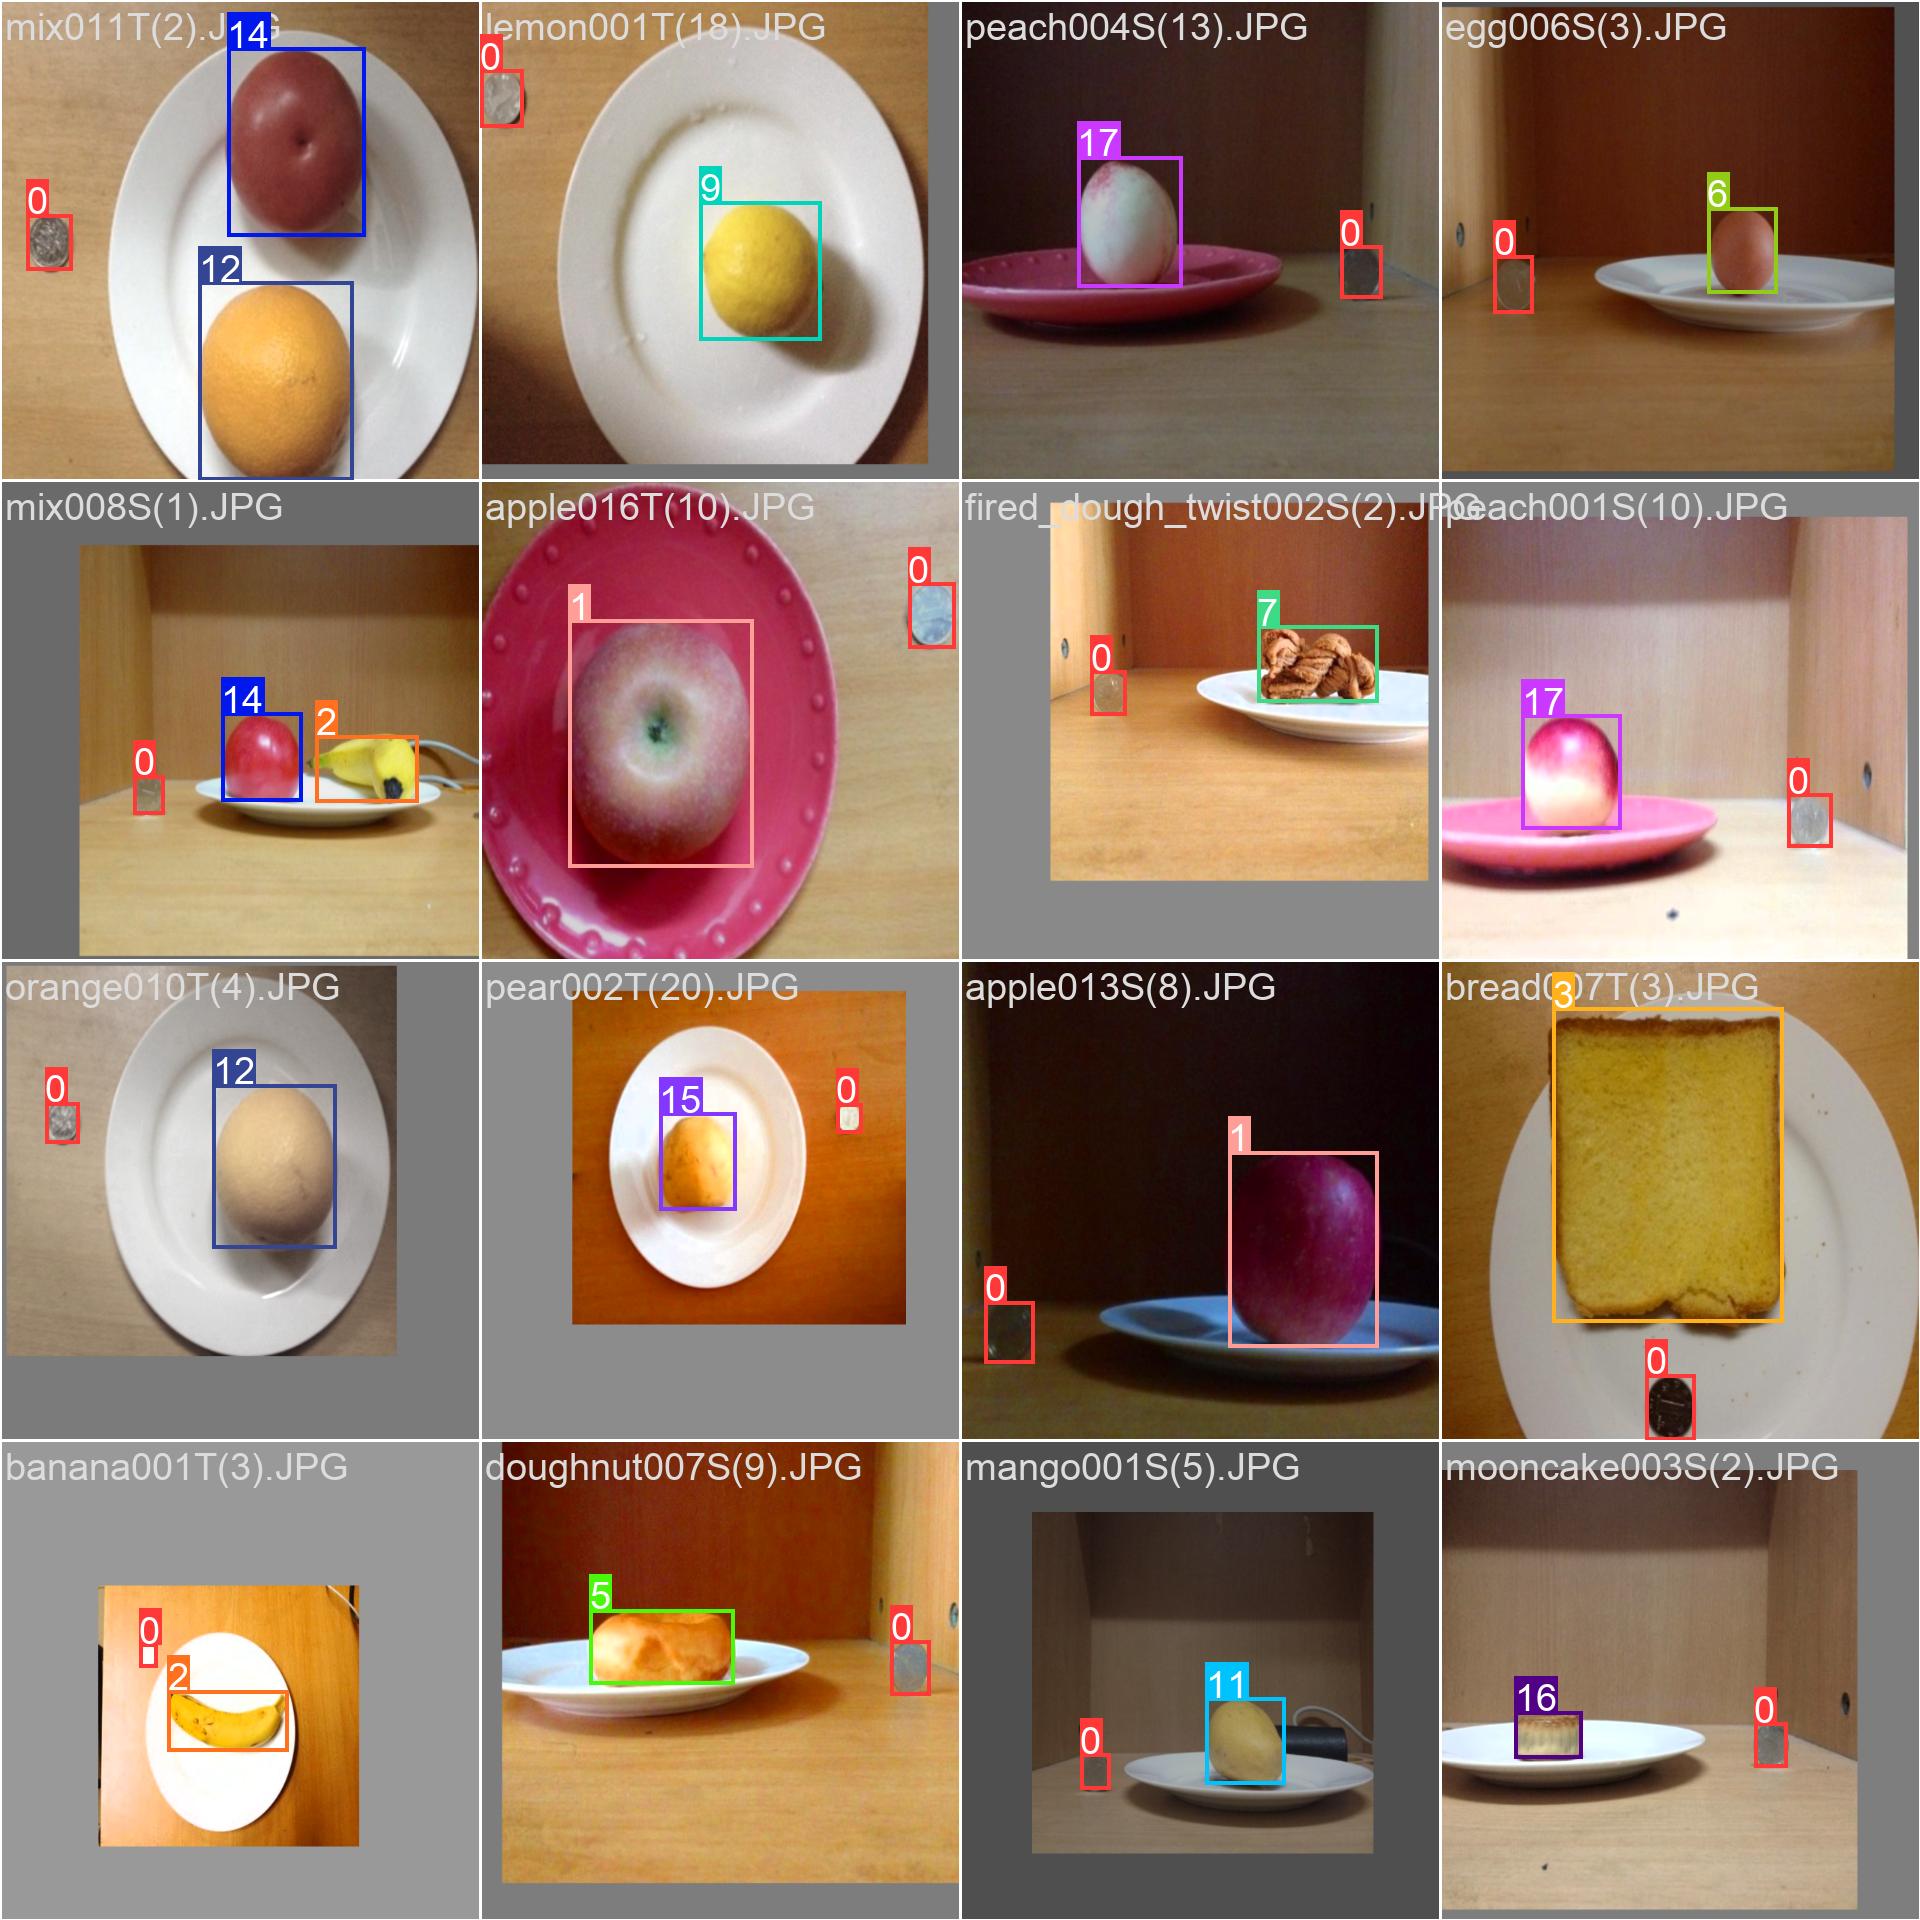 mix011T(2).JPG
14
0
12
lemon001T(18).JPG
0
9
peach004S(13).JPG
17
0
egg006S(3).JPG
6
0
mix008S(1).JPG
14
2
0
apple016T(10).JPG
0
1
fired_dough_twist002S(2).JPG
7
0
peach001S(10).JPG
17
0
orange010T(4).JPG
12
0
pear002T(20).JPG
15
0
apple013S(8).JPG
1
0
bread007T(3).JPG
3
0
banana001T(3).JPG
0
2
doughnut007S(9).JPG
5
0
mango001S(5).JPG
11
0
mooncake003S(2).JPG
16
0